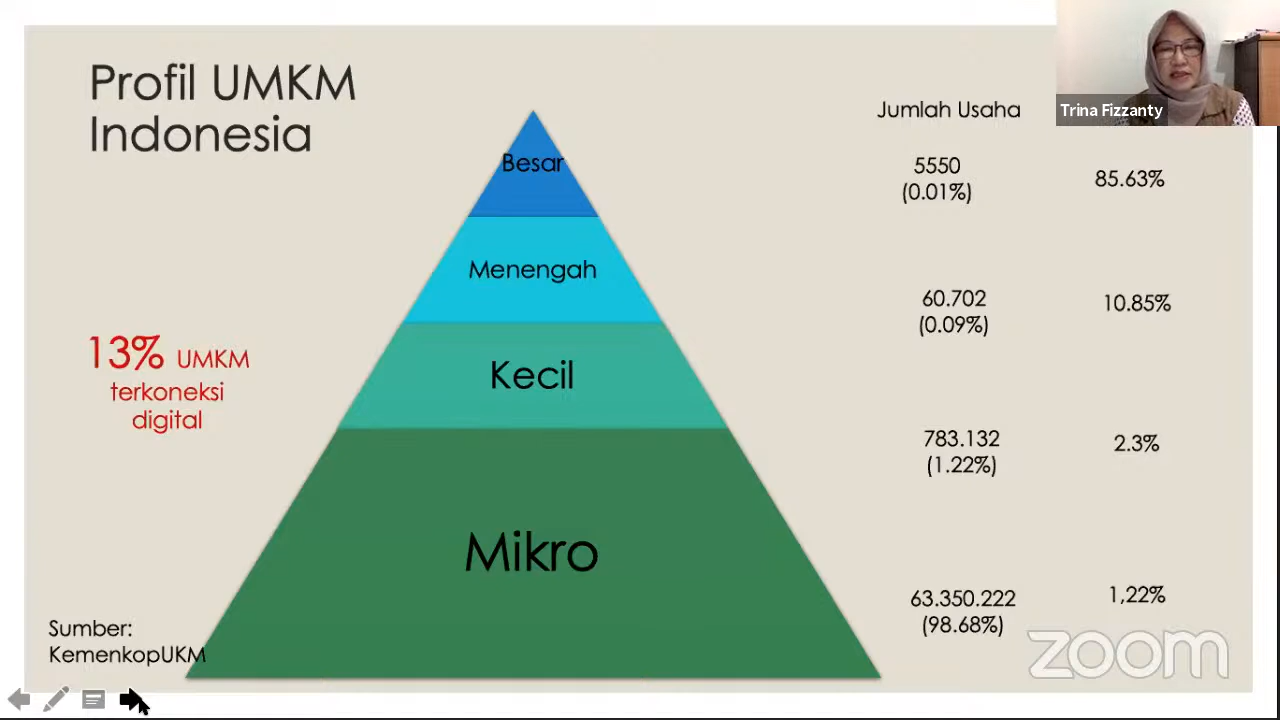 Profil UMKM
Indonesia
Trina Fizzanty
Jumlah Usaha
Besar
5550
(0.01%)
85.63%
Menengah
60.702
(0.09%)
10.85%
13% UMKM
terkoneksi
digital
Kecil
783.132
(1.22%)
2.3%
Mikro
63.350.222
(98.68%)
1,22%
Sumber:
KemenkopUKM
zoom